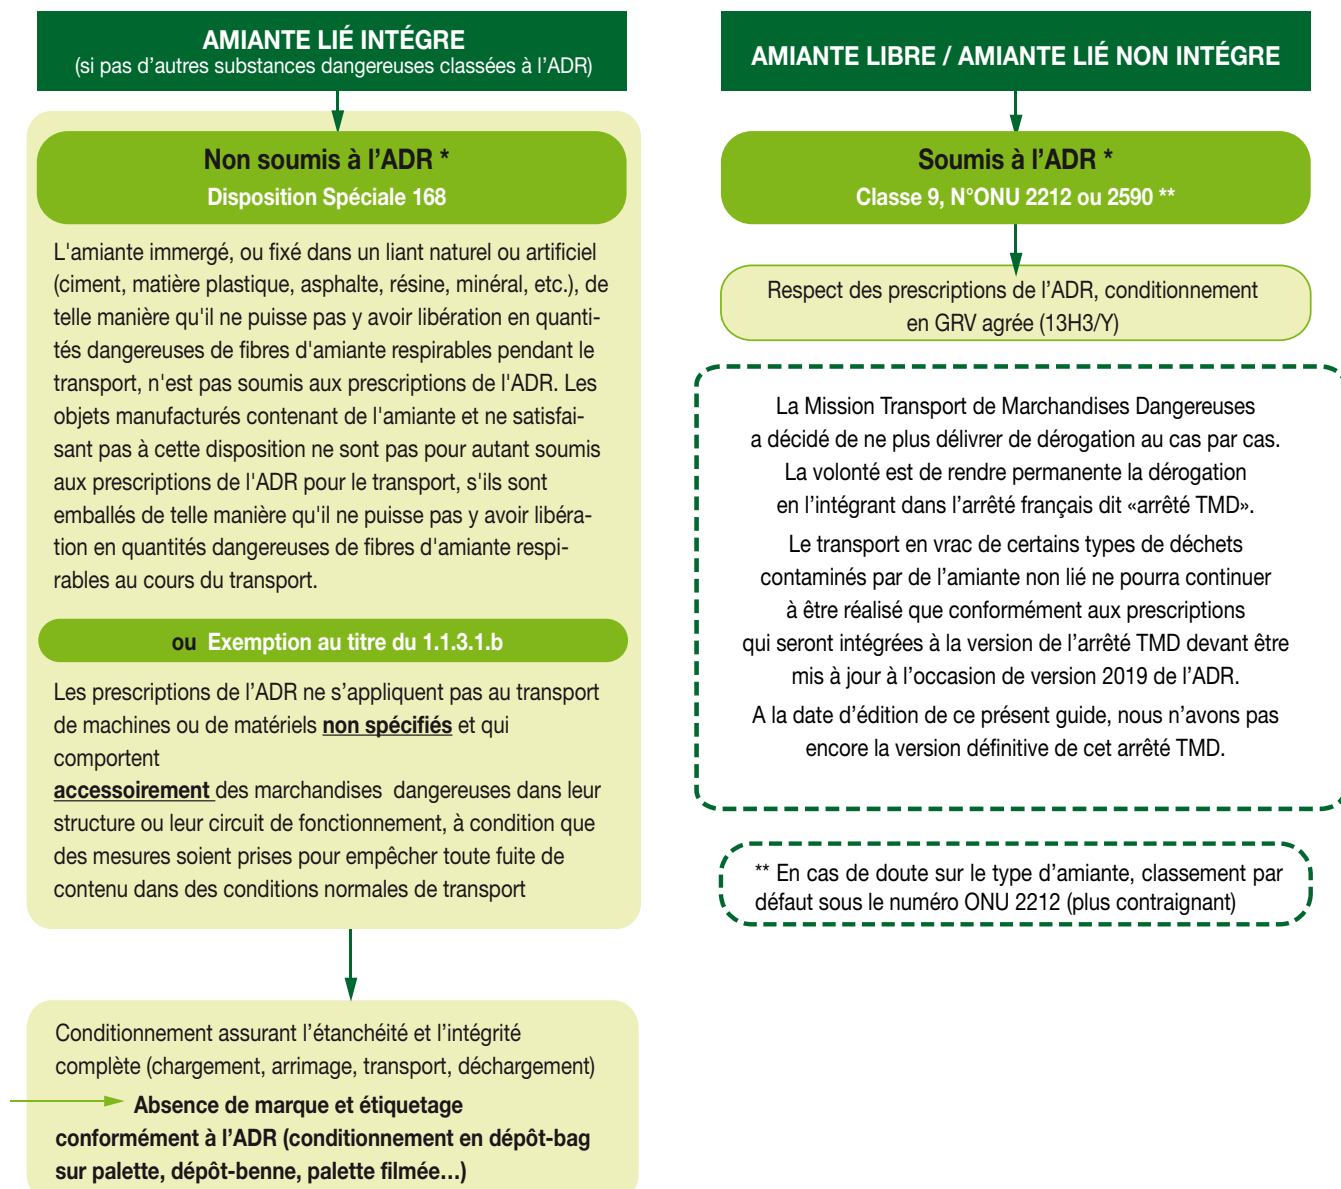 AMIANTE LIÉ INTÉGRE
(si pas d'autres substances dangereuses classées à l'ADR)
Non soumis à l'ADR *
Disposition Spéciale 168
L'amiante immergé, ou fixé dans un liant naturel ou artificiel
(ciment, matière plastique, asphalte, résine, minéral, etc.), de
telle manière qu'il ne puisse pas y avoir libération en quanti-
tés dangereuses de fibres d'amiante respirables pendant le
transport, n'est pas soumis aux prescriptions de l'ADR. Les
objets manufacturés contenant de l'amiante et ne satisfai-
sant pas à cette disposition ne sont pas pour autant soumis
aux prescriptions de l'ADR pour le transport, s'ils sont
emballés de telle manière qu'il ne puisse pas y avoir libéra-
tion en quantités dangereuses de fibres d'amiante respi-
rables au cours du transport.
ou Exemption au titre du 1.1.3.1.b
Les prescriptions de l'ADR ne s'appliquent pas au transport
de machines ou de matériels non spécifiés et qui
comportent
accessoirement des marchandises dangereuses dans leur
structure ou leur circuit de fonctionnement, à condition que
des mesures soient prises pour empêcher toute fuite de
contenu dans des conditions normales de transport
Conditionnement assurant l'étanchéité et l'intégrité
complète (chargement, arrimage, transport, déchargement)
Absence de marque et étiquetage
conformément à l'ADR (conditionnement en dépôt-bag
sur palette, dépôt-benne, palette filmée…)
AMIANTE LIBRE / AMIANTE LIÉ NON INTÉGRE
Soumis à l'ADR *
Classe 9, N°ONU 2212 ou 2590 **
Respect des prescriptions de l'ADR, conditionnement
en GRV agrée (13H3/Y)
La Mission Transport de Marchandises Dangereuses
a décidé de ne plus délivrer de dérogation au cas par cas.
La volonté est de rendre permanente la dérogation
en l'intégrant dans l'arrêté français dit «arrêté TMD».
Le transport en vrac de certains types de déchets
contaminés par de l'amiante non lié ne pourra continuer
à être réalisé que conformément aux prescriptions
qui seront intégrées à la version de l'arrêté TMD devant être
mis à jour à l'occasion de version 2019 de l'ADR.
A la date d'édition de ce présent guide, nous n'avons pas
encore la version définitive de cet arrêté TMD.
** En cas de doute sur le type d'amiante, classement par
défaut sous le numéro ONU 2212 (plus contraignant)